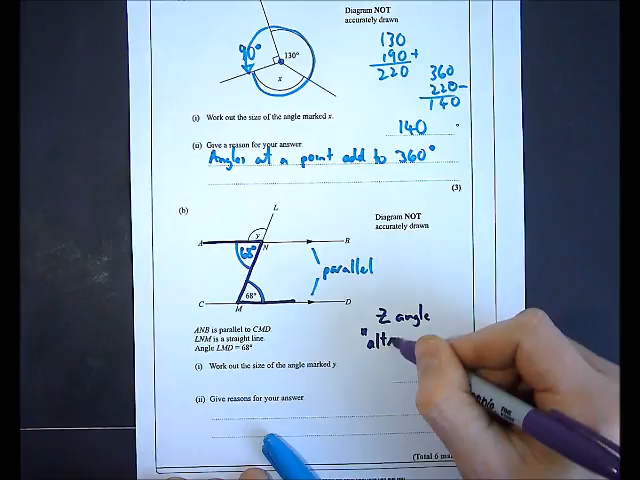 Diagram NOT
accurately drawn
90°
130°
x
130
190 +
220
360
220 -
140
(i) Work out the size of the angle marked x.
140 °
(ii) Give a reason for your answer.
Angles at a point add to 360°
(3)
(b)
L
Diagram NOT
accurately drawn
y
A
N
B
68°
parallel
68°
C
M
D
Z angle
"alt
ANB is parallel to CMD
LNM is a straight line.
Angle LMD = 68°
(i) Work out the size of the angle marked y.
(ii) Give reasons for your answer.
(Total 6